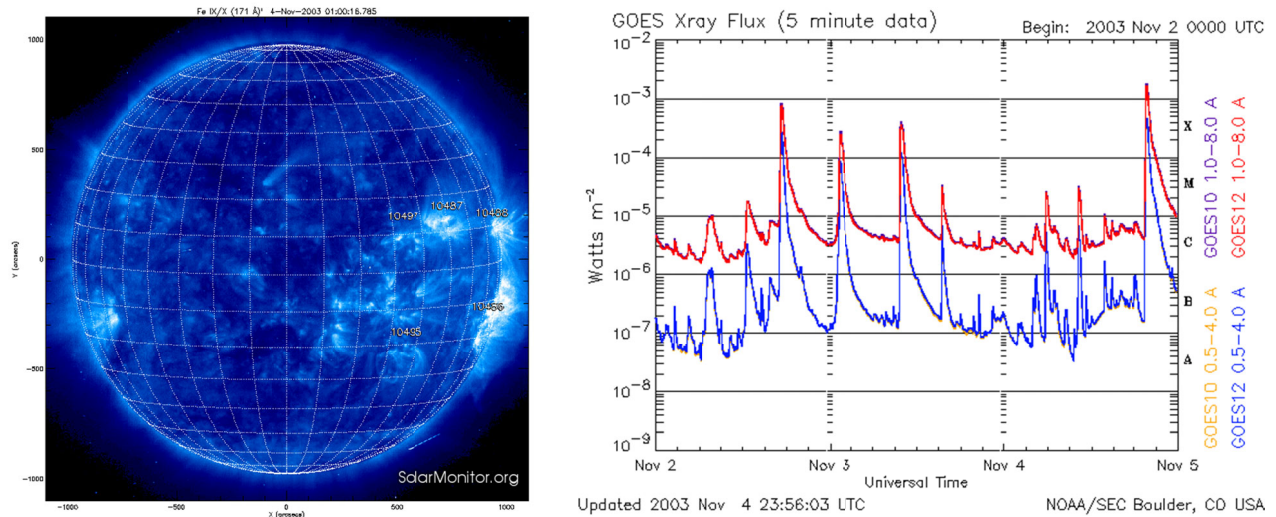 Fe IX/X (171 Å)' 4-Nov-2003 01:00:16.785
1000
500
0
-500
-1000
Y (arcsecs)
-1000
-500
0
500
1000
X (arcsecs)
10487
10497
10488
10486
10495
SolarMonitor.org
GOES Xray Flux (5 minute data)
Begin: 2003 Nov 2 0000 UTC
10-2
10-3
10-4
10-5
10-6
10-7
10-8
10-9
Watts m-2
X
M
C
B
A
GOES10 1.0-8.0 A
GOES12 1.0-8.0 A
GOES10 0.5-4.0 A
GOES12 0.5-4.0 A
Nov 2
Nov 3
Nov 4
Nov 5
Universal Time
Updated 2003 Nov 4 23:56:03 UTC
NOAA/SEC Boulder, CO USA